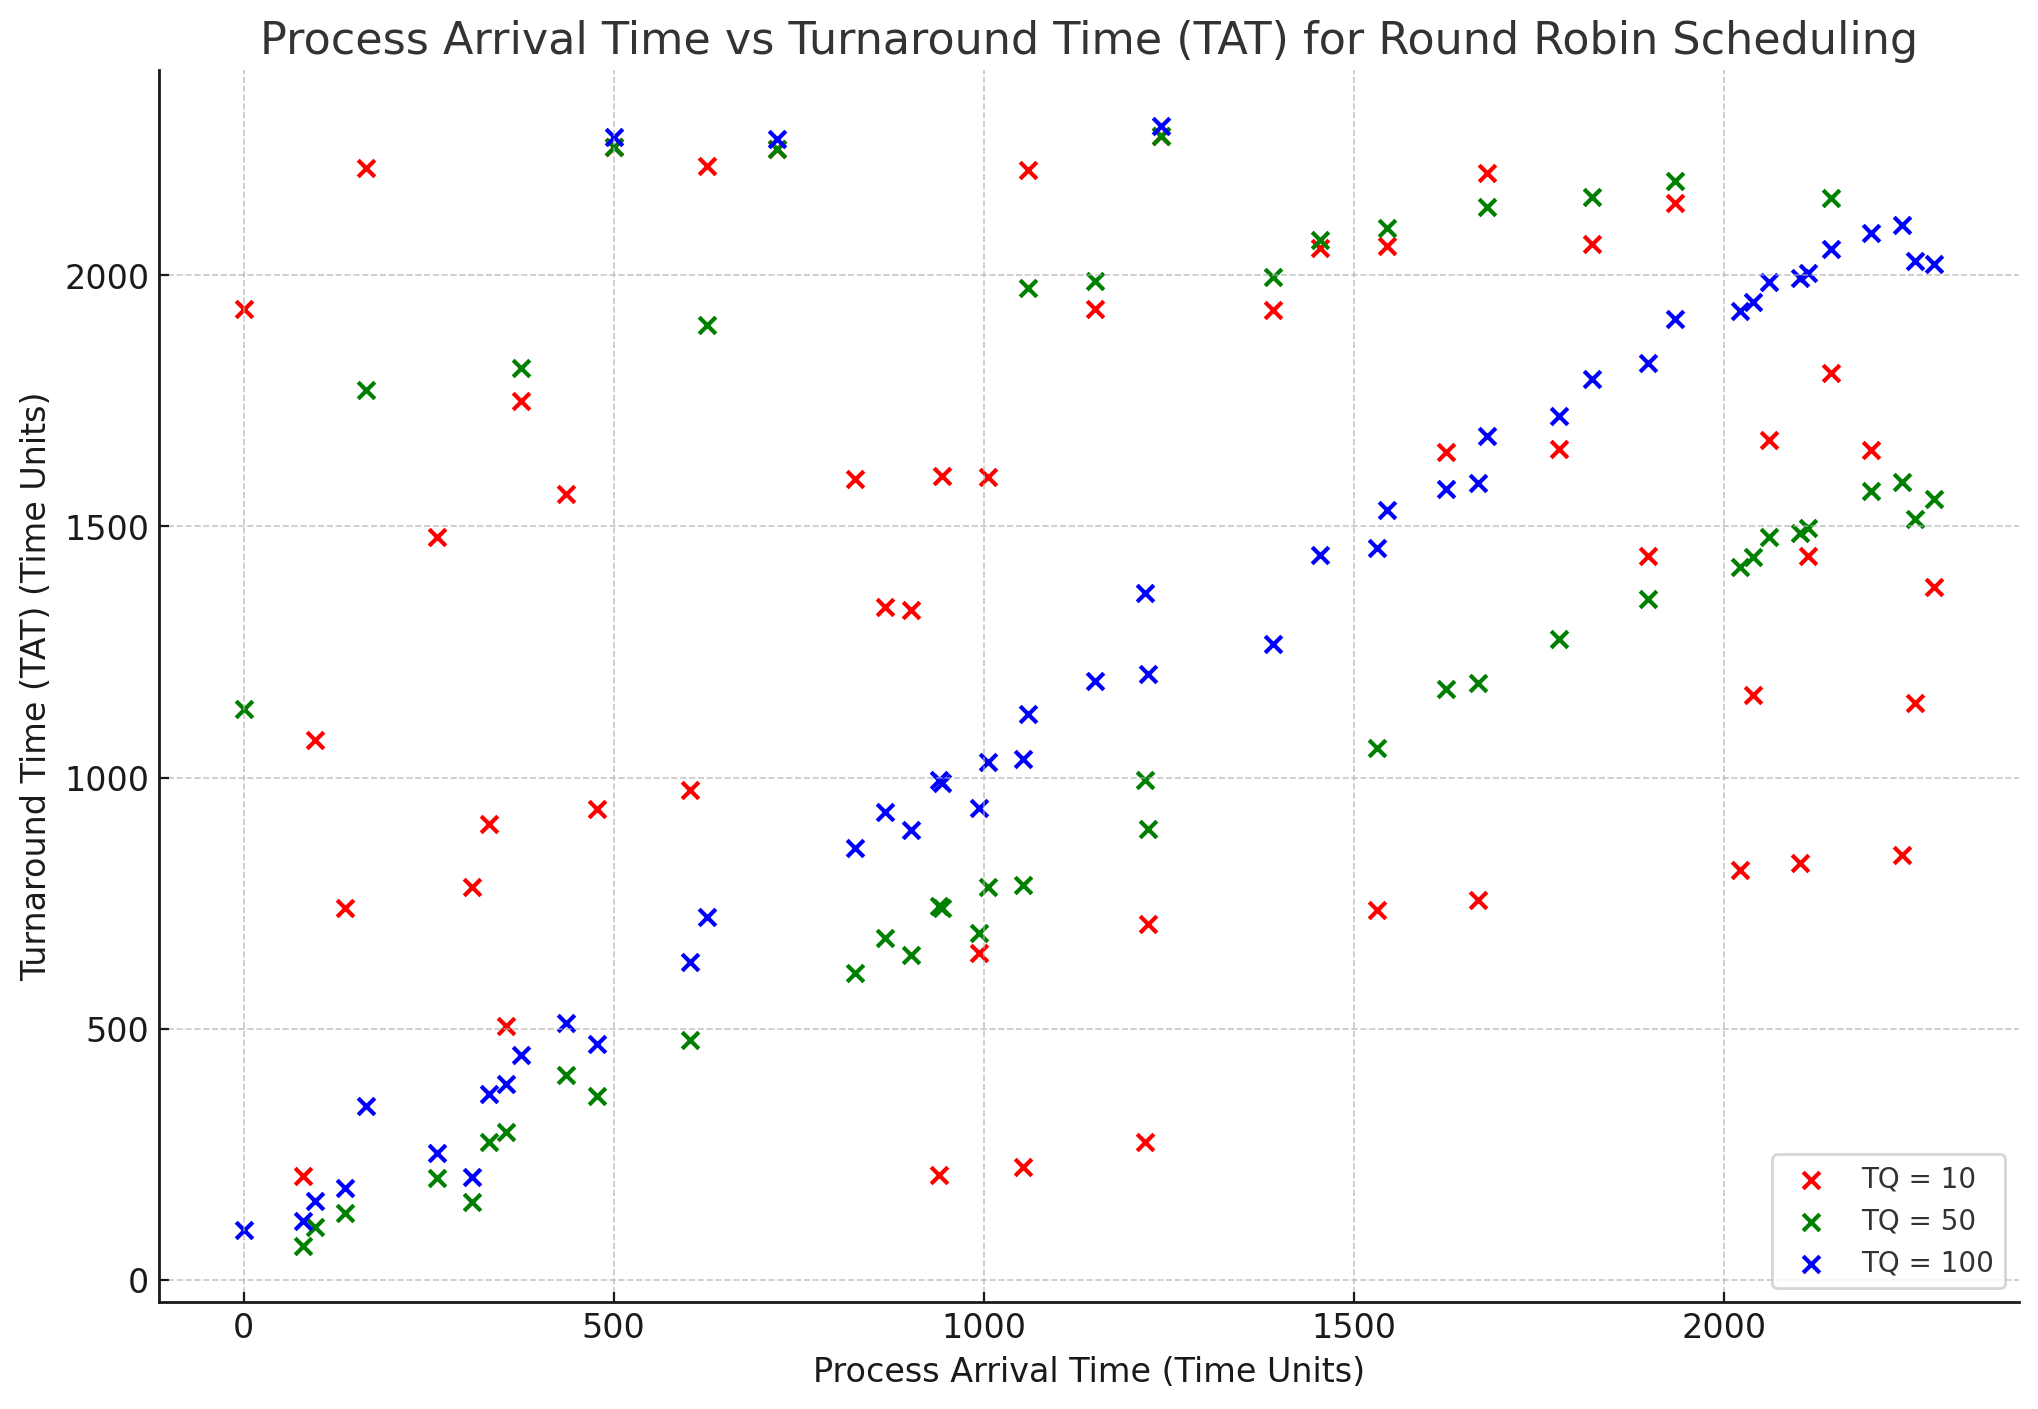 Process Arrival Time vs Turnaround Time (TAT) for Round Robin Scheduling
Turnaround Time (TAT) (Time Units)
2000
1500
1000
500
0
0 500 1000 1500 2000
Process Arrival Time (Time Units)
TQ = 10
TQ = 50
TQ = 100